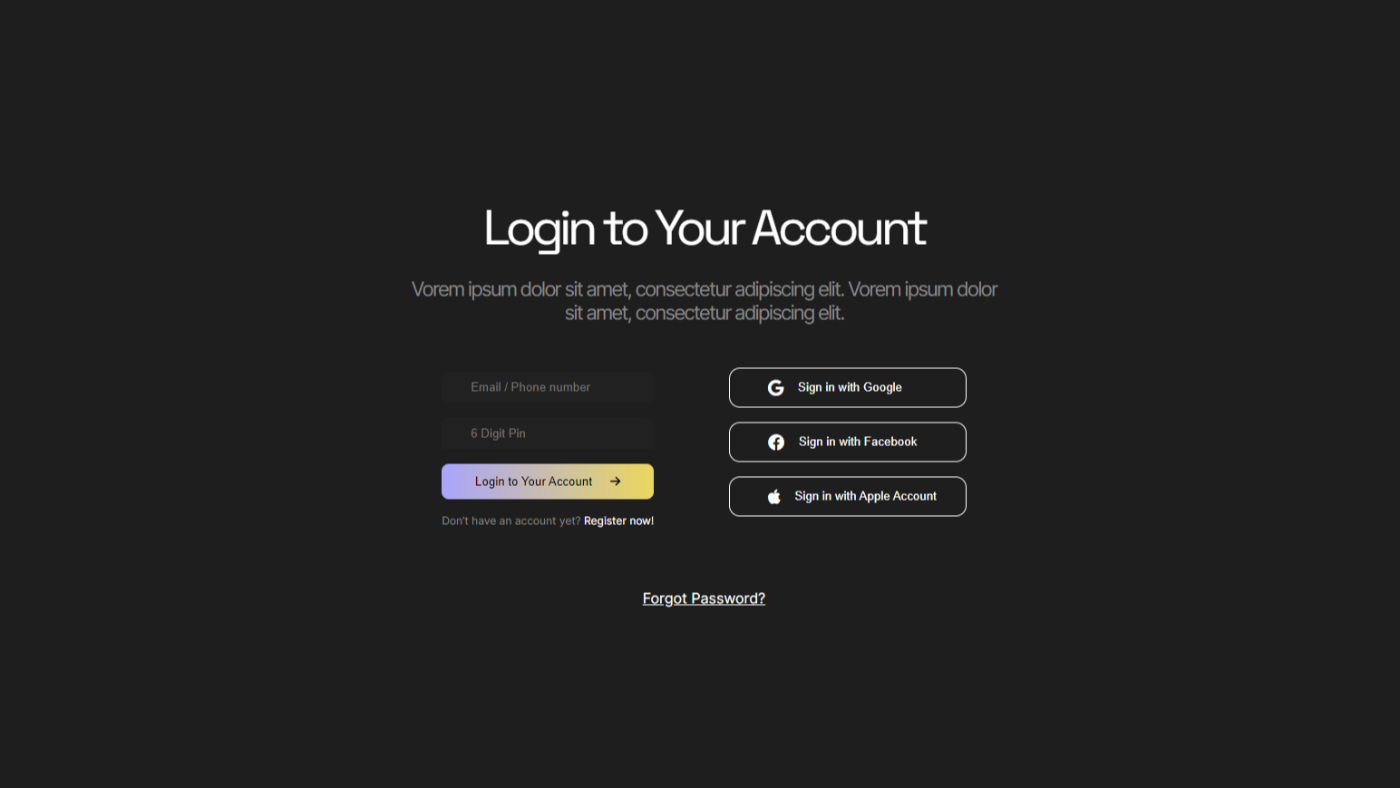 Login to Your Account
Vorem ipsum dolor sit amet, consectetur adipiscing elit. Vorem ipsum dolor
sit amet, consectetur adipiscing elit.
Email / Phone number
6 Digit Pin
Login to Your Account
Don't have an account yet? Register now!
Sign in with Google
Sign in with Facebook
Sign in with Apple Account
Forgot Password?